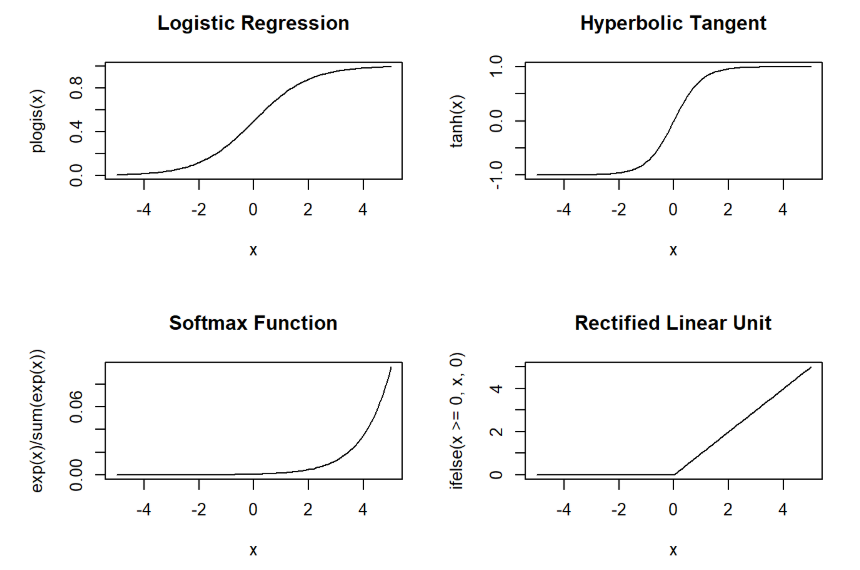 Logistic Regression
plogis(x)
0.0 0.4 0.8
-4 -2 0 2 4
x
Hyperbolic Tangent
tanh(x)
-1.0 0.0 1.0
-4 -2 0 2 4
x
Softmax Function
exp(x)/sum(exp(x))
0.00 0.06
-4 -2 0 2 4
x
Rectified Linear Unit
ifelse(x >= 0, x, 0)
0 2 4
-4 -2 0 2 4
x